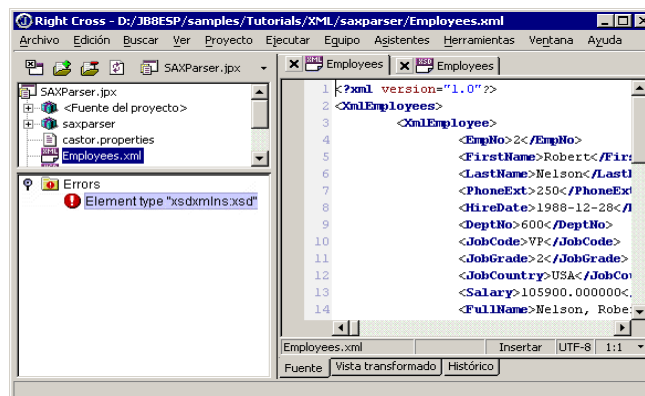 Right Cross - D:/JB8ESP/samples/Tutorials/XML/saxparser/Employees.xml
Archivo Edición Buscar Ver Proyecto Ejecutar Equipo Asistentes Herramientas Ventana Ayuda
SAXParser.jpx
SAXParser.jpx
<Fuente del proyecto>
saxparser
castor.properties
Employees.xml
Errors
Element type "xsdxmlns:xsd"
XML Employees XSD Employees
1 <?xml version="1.0"?>
2 <XmlEmployees>
3 <XmlEmployee>
4 <EmpNo>2</EmpNo>
5 <FirstName>Robert</Firs
6 <LastName>Nelson</LastN
7 <PhoneExt>250</PhoneExt
8 <HireDate>1988-12-28</H
9 <DeptNo>600</DeptNo>
10 <JobCode>VP</JobCode>
11 <JobGrade>2</JobGrade>
12 <JobCountry>USA</JobCou
13 <Salary>105900.000000<
14 <FullName>Nelson, Robe
Employees.xml Insertar UTF-8 1:1
Fuente Vista transformado Histórico